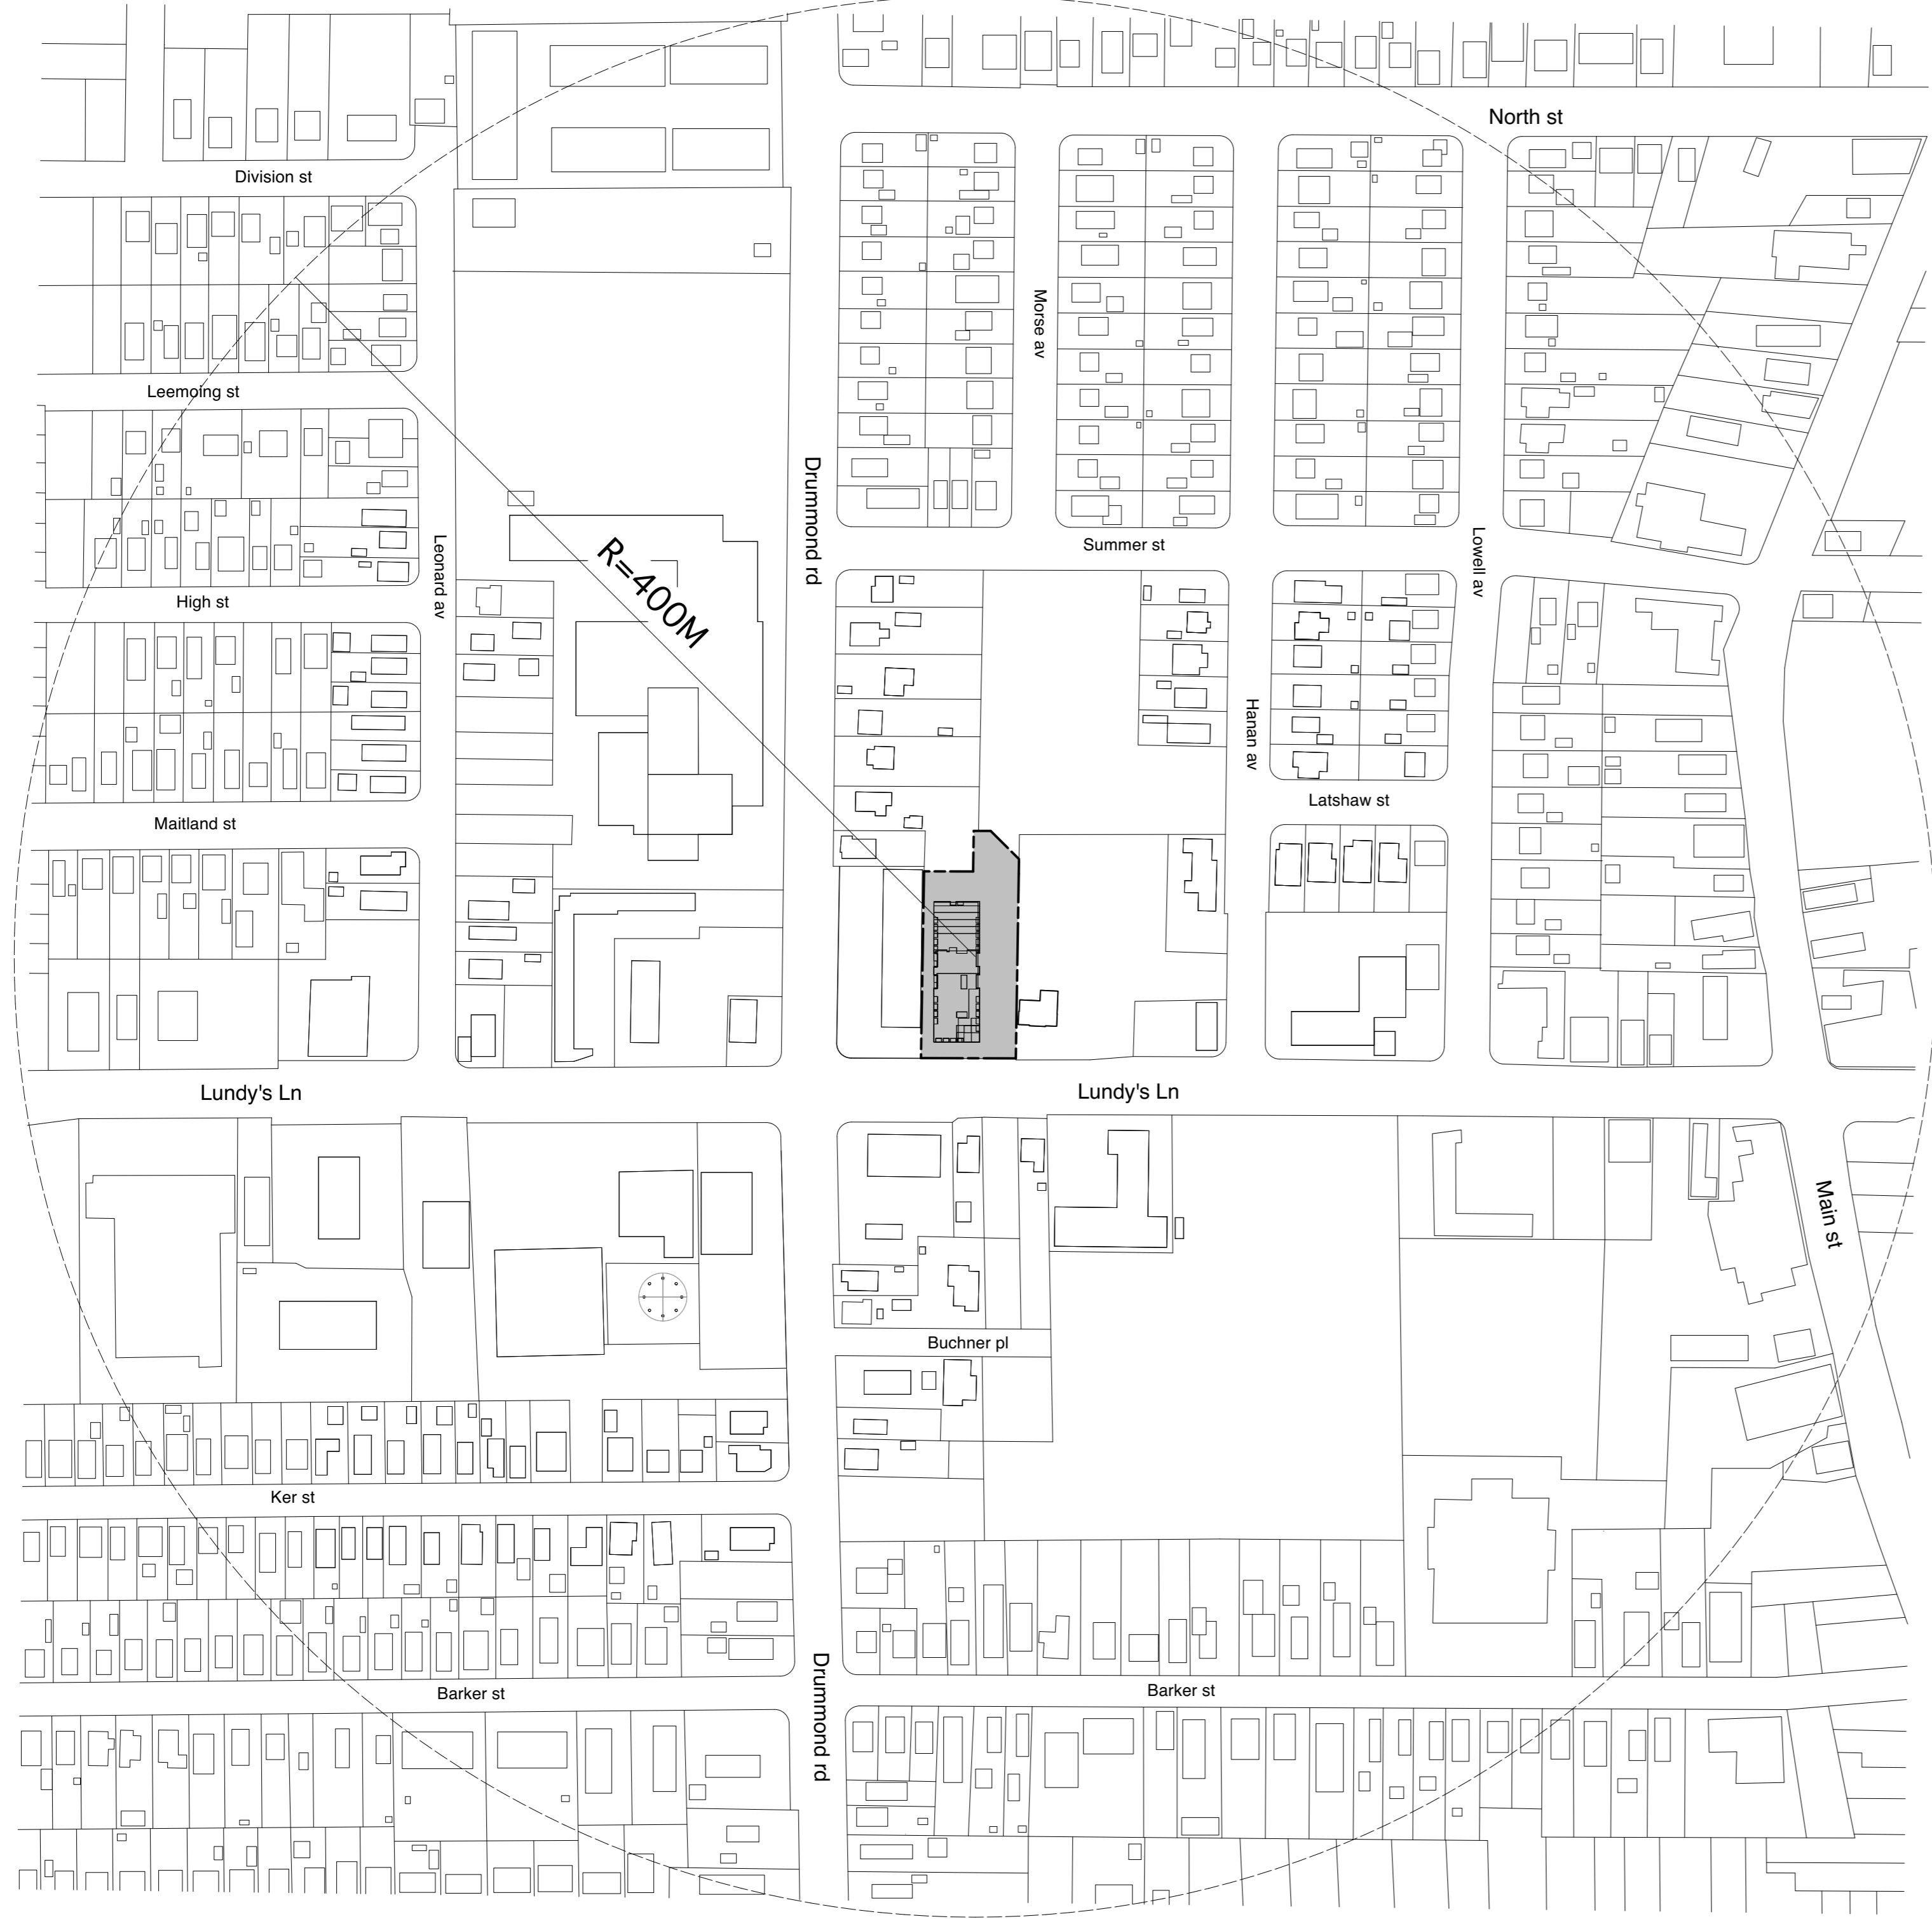 North st
Division st
Morse av
Leemoing st
Drummond rd
Summer st
Leonard av
Lowell av
R=400M
High st
Hanan av
Latshaw st
Maitland st
Lundy's Ln
Lundy's Ln
Main st
Buchner pl
Ker st
Drummond rd
Barker st
Barker st